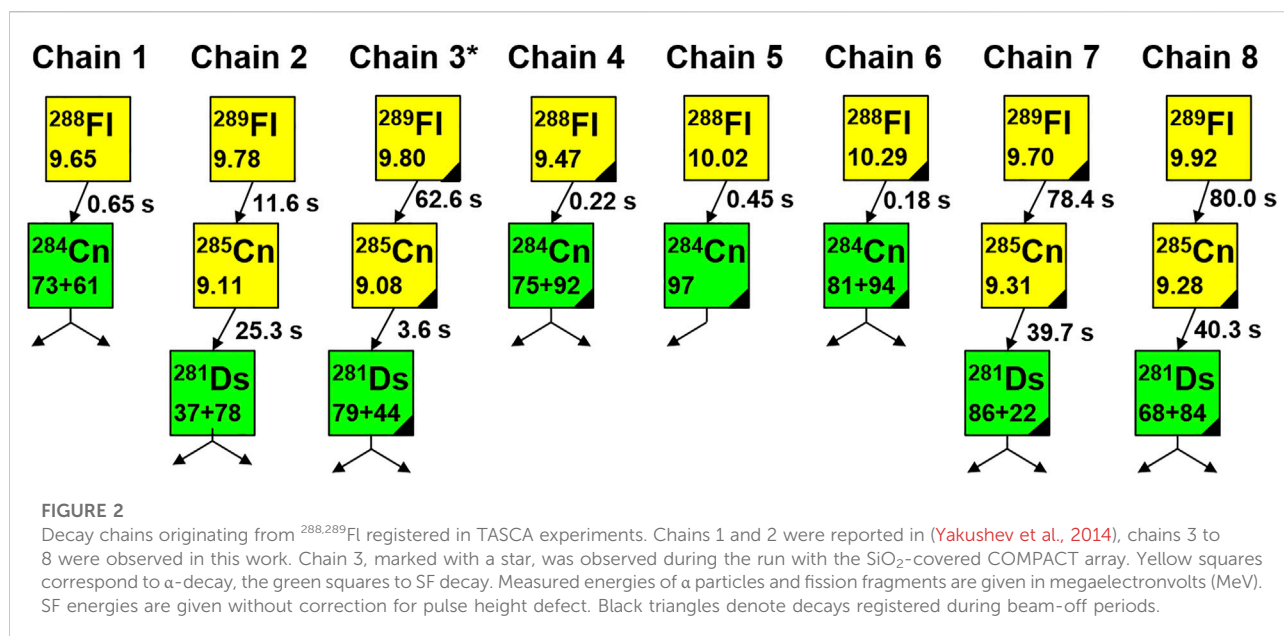 Chain 1 Chain 2 Chain 3* Chain 4 Chain 5 Chain 6 Chain 7 Chain 8
²⁸⁸Fl ²⁸⁹Fl ²⁸⁹Fl ²⁸⁸Fl ²⁸⁸Fl ²⁸⁸Fl ²⁸⁹Fl ²⁸⁹Fl
9.65 9.78 9.80 9.47 10.02 10.29 9.70 9.92
0.65 s 11.6 s 62.6 s 0.22 s 0.45 s 0.18 s 78.4 s 80.0 s
²⁸⁴Cn ²⁸⁵Cn ²⁸⁵Cn ²⁸⁴Cn ²⁸⁴Cn ²⁸⁴Cn ²⁸⁵Cn ²⁸⁵Cn
73+61 9.11 9.08 75+92 97 81+94 9.31 9.28
25.3 s 3.6 s 39.7 s 40.3 s
²⁸¹Ds ²⁸¹Ds ²⁸¹Ds ²⁸¹Ds
37+78 79+44 86+22 68+84
FIGURE 2
Decay chains originating from ²⁸⁸,²⁸⁹Fl registered in TASCA experiments. Chains 1 and 2 were reported in (Yakushev et al., 2014), chains 3 to
8 were observed in this work. Chain 3, marked with a star, was observed during the run with the SiO₂-covered COMPACT array. Yellow squares
correspond to α-decay, the green squares to SF decay. Measured energies of α particles and fission fragments are given in megaelectronvolts (MeV).
SF energies are given without correction for pulse height defect. Black triangles denote decays registered during beam-off periods.